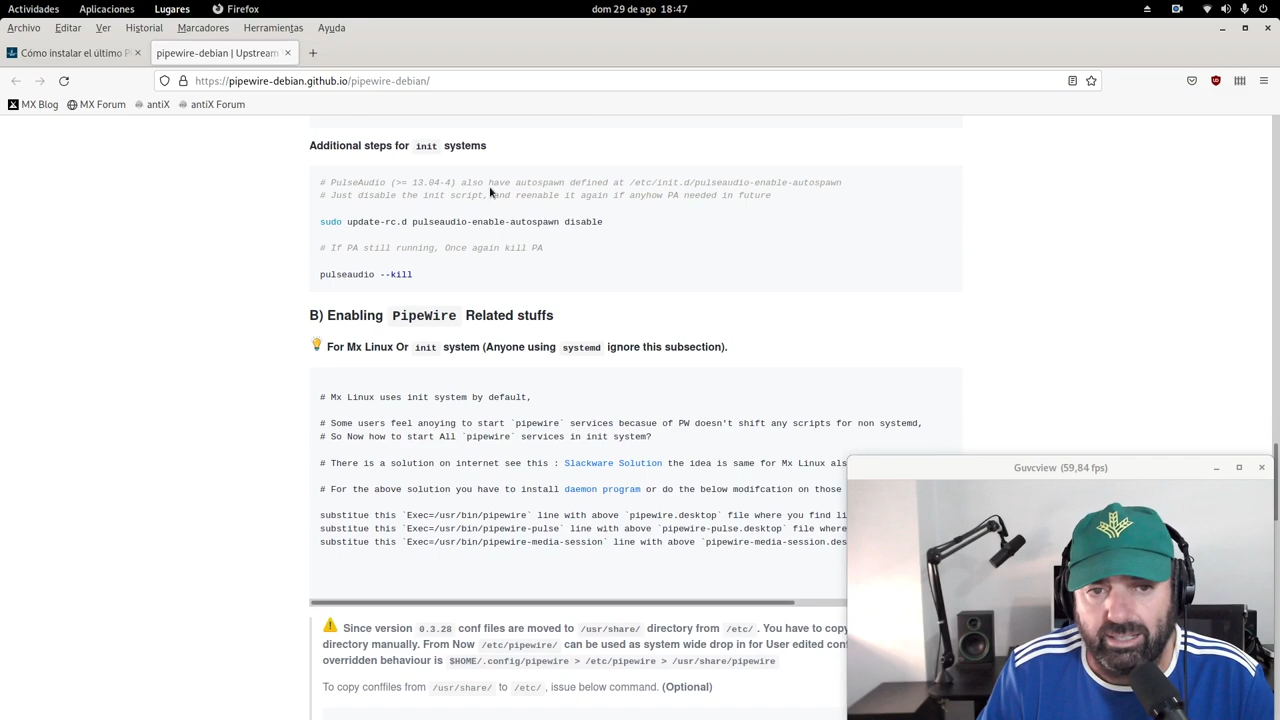 Actividades Aplicaciones Lugares Firefox dom 29 de ago 18:47
Archivo Editar Ver Historial Marcadores Herramientas Ayuda
Cómo instalar el último P
pipewire-debian | Upstream
https://pipewire-debian.github.io/pipewire-debian/
MX Blog MX Forum antiX antiX Forum
Additional steps for init systems
# PulseAudio (>= 13.04-4) also have autospawn defined at /etc/init.d/pulseaudio-enable-autospawn
# Just disable the init script, and reenable it again if anyhow PA needed in future
sudo update-rc.d pulseaudio-enable-autospawn disable
# If PA still running, Once again kill PA
pulseaudio --kill
B) Enabling PipeWire Related stuffs
For Mx Linux Or init system (Anyone using systemd ignore this subsection).
# Mx Linux uses init system by default,
# Some users feel anoying to start `pipewire` services becasue of PW doesn't shift any scripts for non systemd,
# So Now how to start All `pipewire` services in init system?
# There is a solution on internet see this : Slackware Solution the idea is same for Mx Linux als
# For the above solution you have to install daemon program or do the below modifcation on those
substitue this `Exec=/usr/bin/pipewire` line with above `pipewire.desktop` file where you find li
substitue this `Exec=/usr/bin/pipewire-pulse` line with above `pipewire-pulse.desktop` file where
substitue this `Exec=/usr/bin/pipewire-media-session` line with above `pipewire-media-session.des
Since version 0.3.28 conf files are moved to /usr/share/ directory from /etc/ . You have to copy
directory manually. From Now /etc/pipewire/ can be used as system wide drop in for User edited conf
overridden behaviour is $HOME/.config/pipewire > /etc/pipewire > /usr/share/pipewire
To copy conffiles from /usr/share/ to /etc/ , issue below command. (Optional)
Guvcview (59,84 fps)